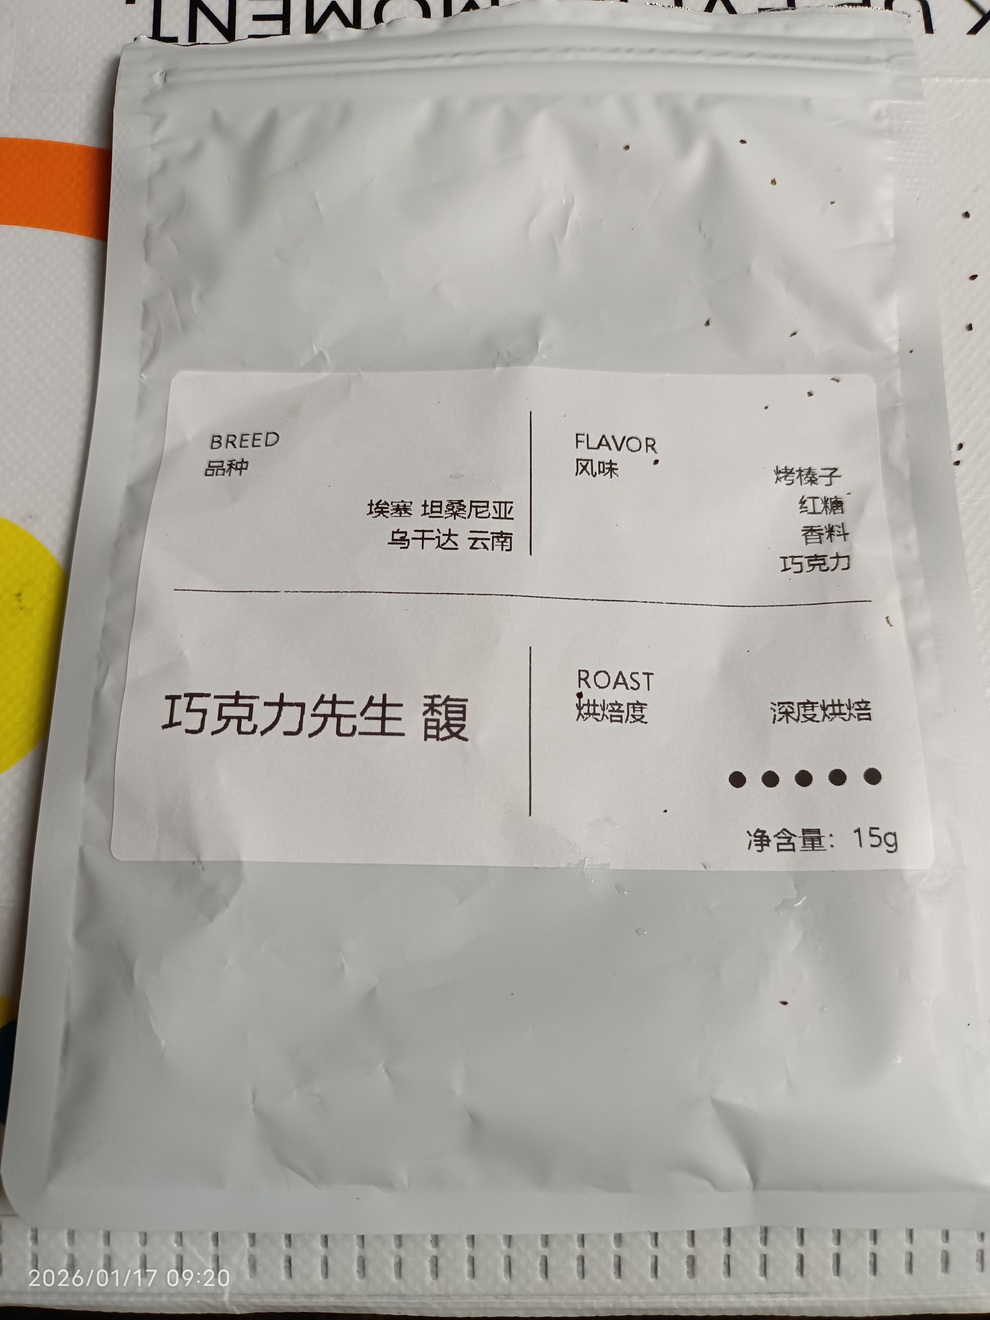 BREED
品种
埃塞 坦桑尼亚
乌干达 云南
FLAVOR
风味
烤榛子
红糖
香料
巧克力
巧克力先生 馥
ROAST
烘焙度
深度烘焙
净含量：15g
MOMENT.
2026/01/17 09:20